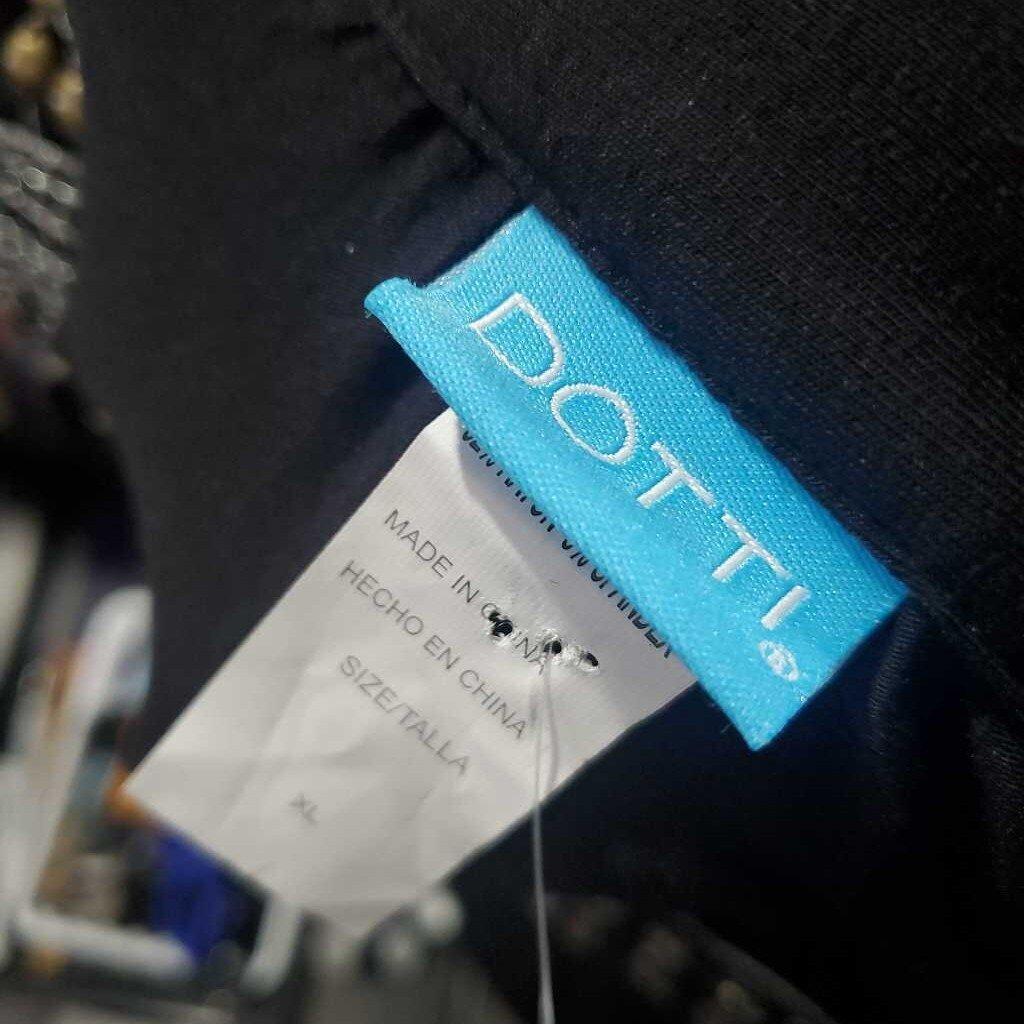 DOTTI®
MADE IN CHINA
HECHO EN CHINA
SIZE/TALLA
XL